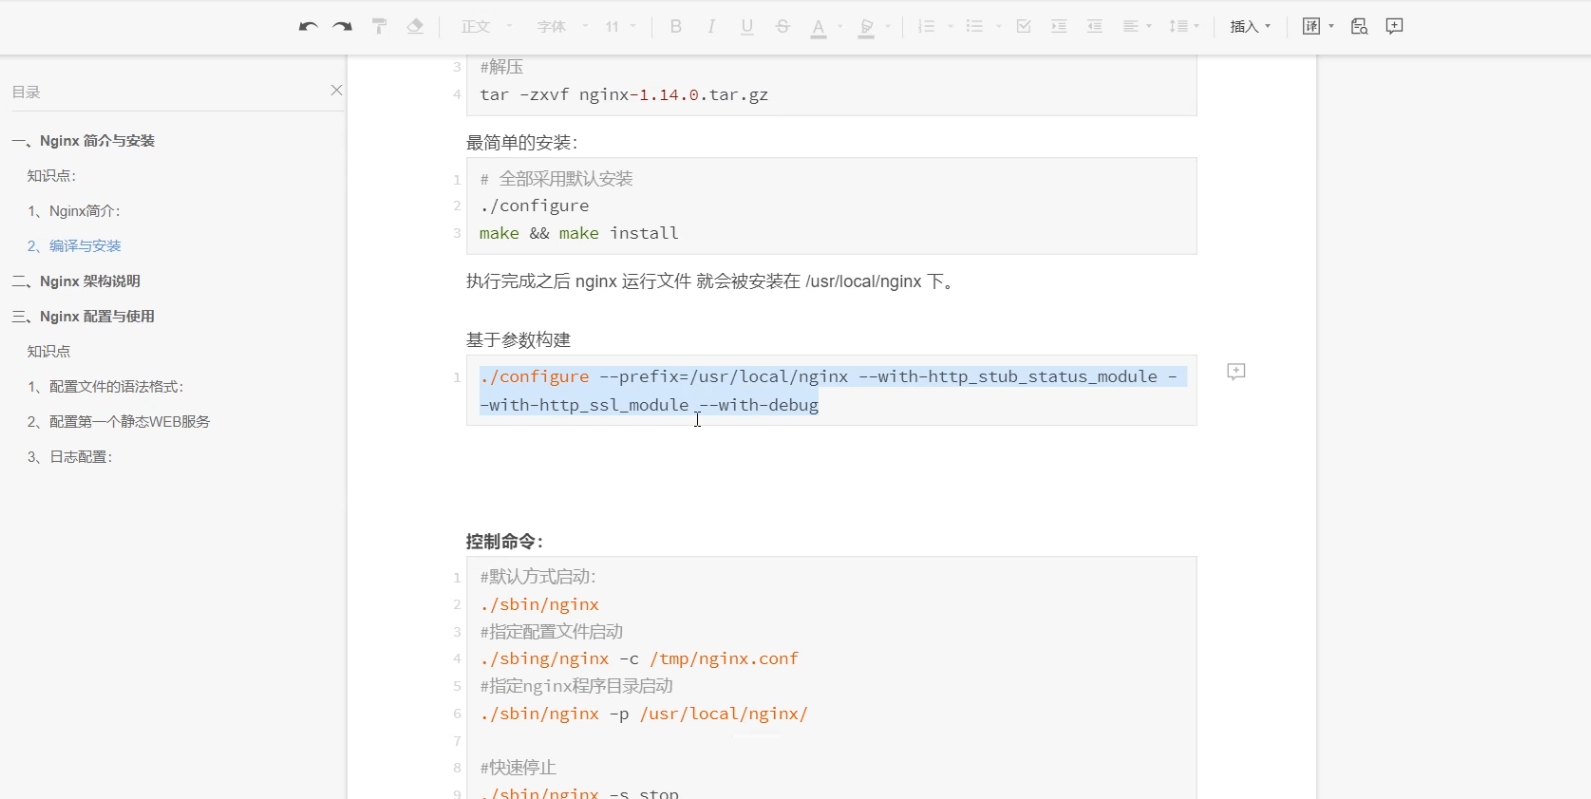 正文
字体
11
B
I
U
S
A
插入
译
目录
一、Nginx 简介与安装
知识点：
1、Nginx简介：
2、编译与安装
二、Nginx 架构说明
三、Nginx 配置与使用
知识点
1、配置文件的语法格式：
2、配置第一个静态WEB服务
3、日志配置：
3 #解压
4 tar -zxvf nginx-1.14.0.tar.gz
最简单的安装：
1 # 全部采用默认安装
2 ./configure
3 make && make install
执行完成之后 nginx 运行文件 就会被安装在 /usr/local/nginx 下。
基于参数构建
1 ./configure --prefix=/usr/local/nginx --with-http_stub_status_module -
-with-http_ssl_module --with-debug
控制命令：
1 #默认方式启动：
2 ./sbin/nginx
3 #指定配置文件启动
4 ./sbing/nginx -c /tmp/nginx.conf
5 #指定nginx程序目录启动
6 ./sbin/nginx -p /usr/local/nginx/
7
8 #快速停止
9 ./sbin/nginx -s stop